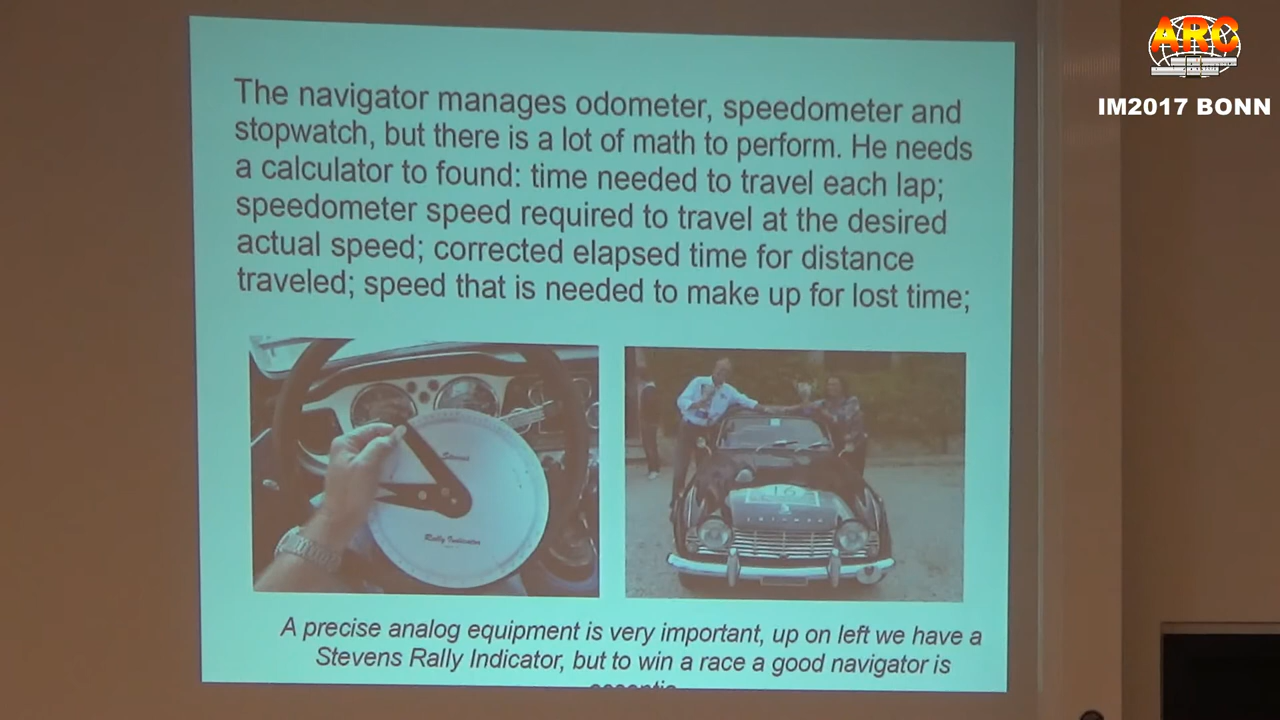 ARC
IM2017 BONN
The navigator manages odometer, speedometer and
stopwatch, but there is a lot of math to perform. He needs
a calculator to found: time needed to travel each lap;
speedometer speed required to travel at the desired
actual speed; corrected elapsed time for distance
traveled; speed that is needed to make up for lost time;
Stevens
Rally Indicator
16
TRIUMPH
A precise analog equipment is very important, up on left we have a
Stevens Rally Indicator, but to win a race a good navigator is